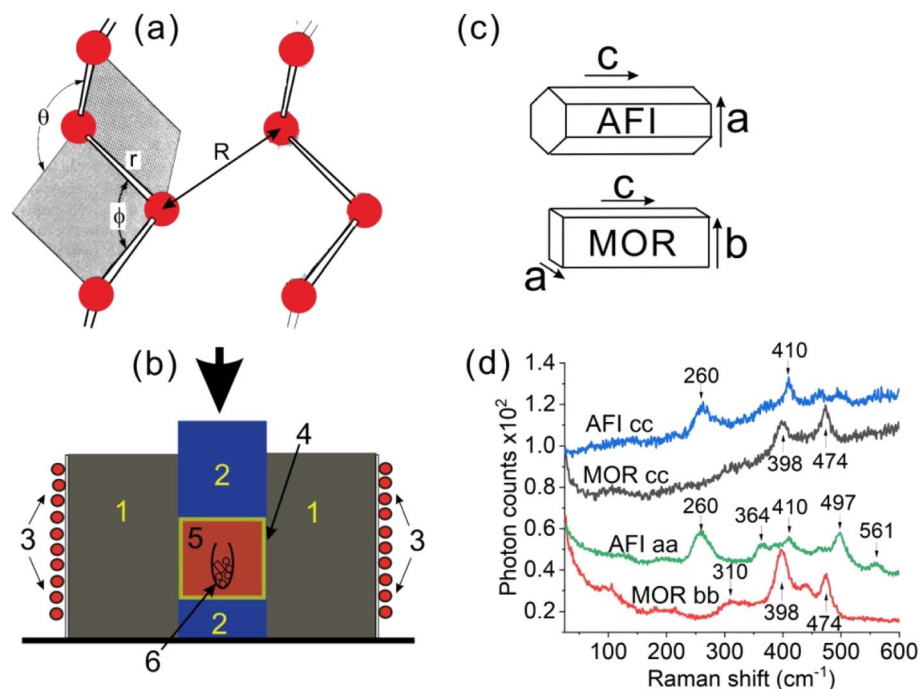 (a)
θ
r
R
ϕ
(b)
1
2
1
3
3
4
5
2
6
(c)
c
AFI
a
c
MOR
b
a
(d)
Photon counts x10²
1.4
1.2
1.0
0.8
0.6
0.4
0.2
410
260
AFI cc
MOR cc
398
474
260
364
410
497
AFI aa
561
310
MOR bb
398
474
100 200 300 400 500 600
Raman shift (cm⁻¹)